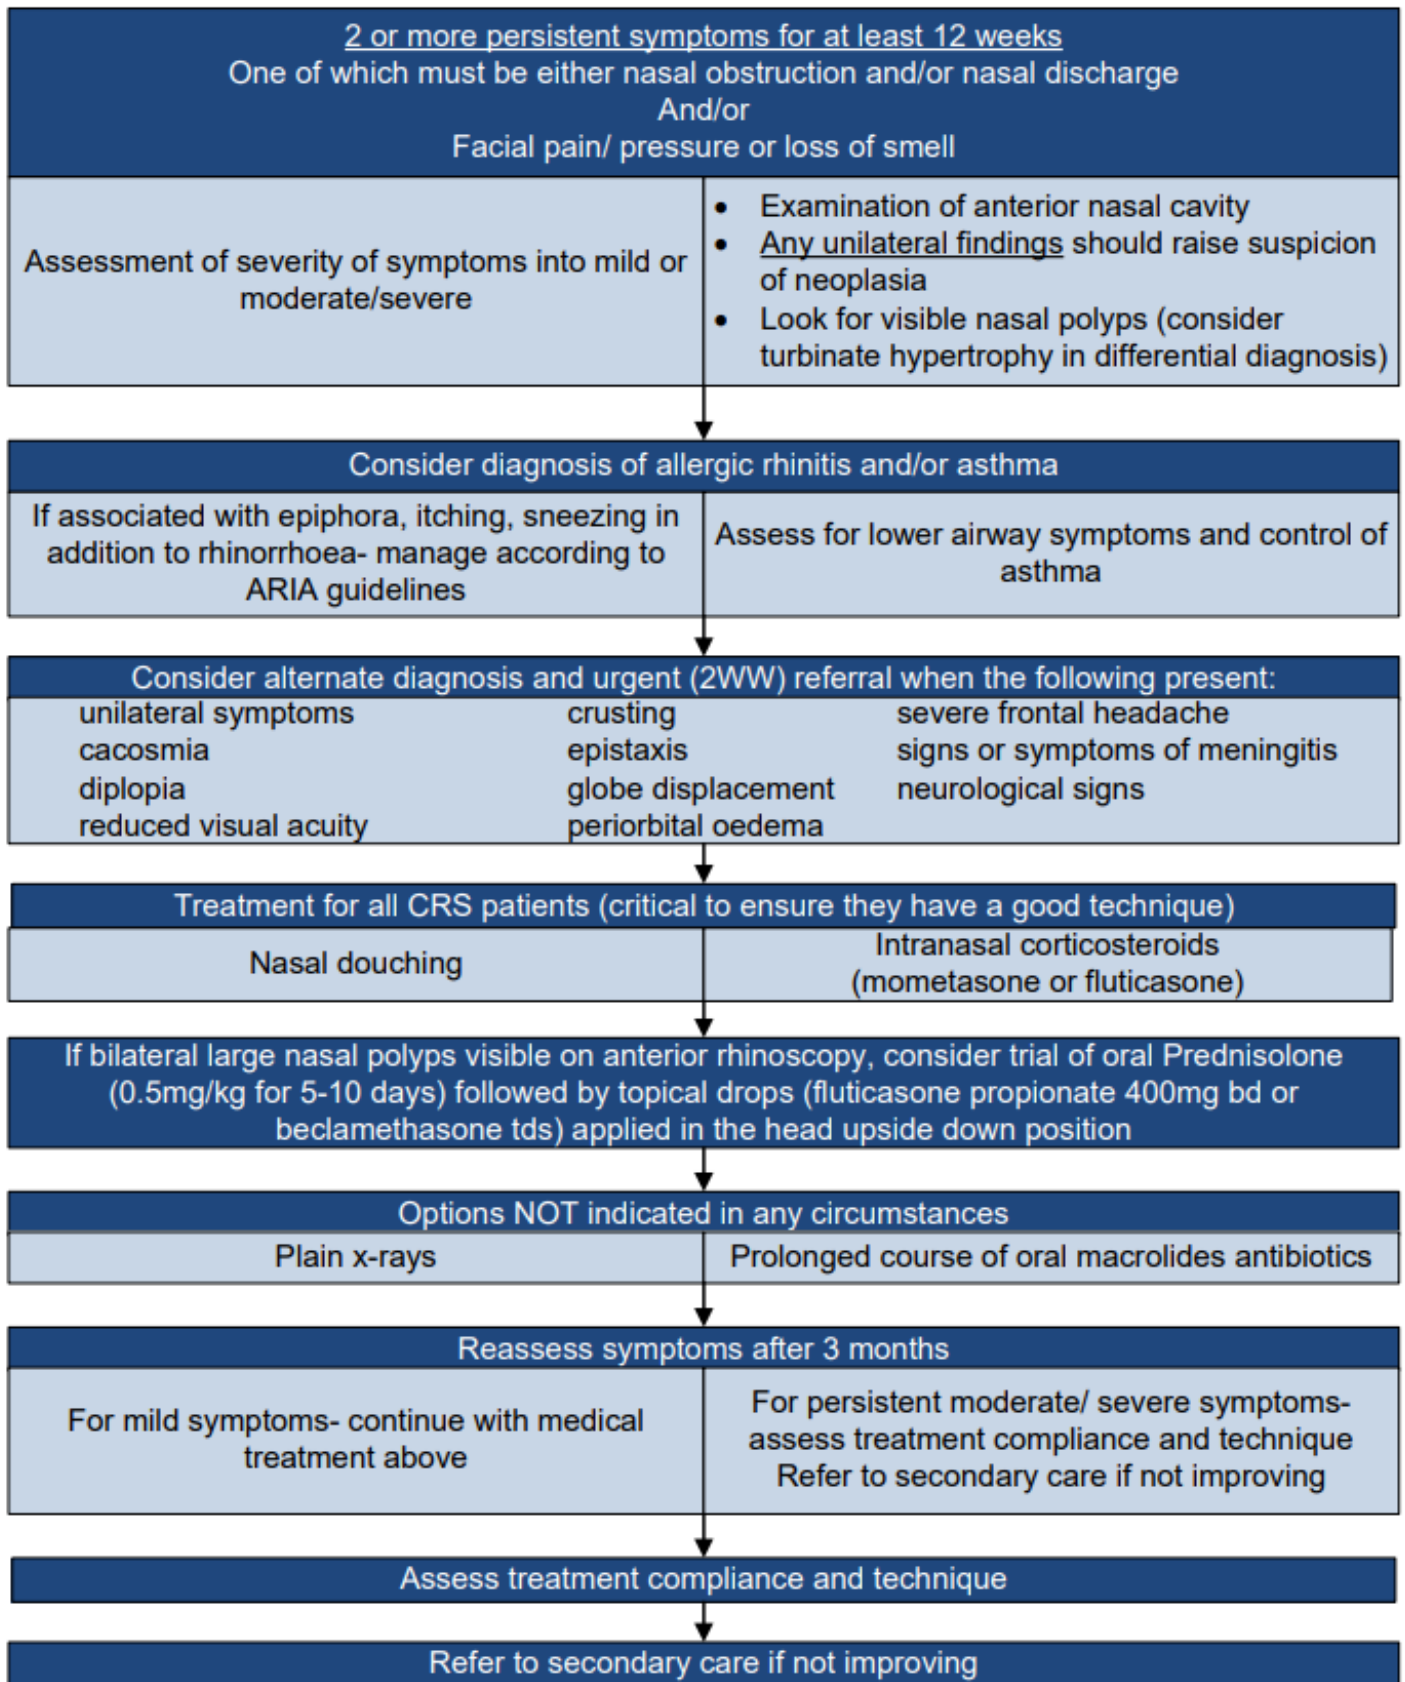 2 or more persistent symptoms for at least 12 weeks
One of which must be either nasal obstruction and/or nasal discharge
And/or
Facial pain/ pressure or loss of smell
Assessment of severity of symptoms into mild or
moderate/severe
• Examination of anterior nasal cavity
• Any unilateral findings should raise suspicion
of neoplasia
• Look for visible nasal polyps (consider
turbinate hypertrophy in differential diagnosis)
Consider diagnosis of allergic rhinitis and/or asthma
If associated with epiphora, itching, sneezing in
addition to rhinorrhoea- manage according to
ARIA guidelines
Assess for lower airway symptoms and control of
asthma
Consider alternate diagnosis and urgent (2WW) referral when the following present:
unilateral symptoms
cacosmia
diplopia
reduced visual acuity
crusting
epistaxis
globe displacement
periorbital oedema
severe frontal headache
signs or symptoms of meningitis
neurological signs
Treatment for all CRS patients (critical to ensure they have a good technique)
Nasal douching
Intranasal corticosteroids
(mometasone or fluticasone)
If bilateral large nasal polyps visible on anterior rhinoscopy, consider trial of oral Prednisolone
(0.5mg/kg for 5-10 days) followed by topical drops (fluticasone propionate 400mg bd or
beclamethasone tds) applied in the head upside down position
Options NOT indicated in any circumstances
Plain x-rays
Prolonged course of oral macrolides antibiotics
Reassess symptoms after 3 months
For mild symptoms- continue with medical
treatment above
For persistent moderate/ severe symptoms-
assess treatment compliance and technique
Refer to secondary care if not improving
Assess treatment compliance and technique
Refer to secondary care if not improving